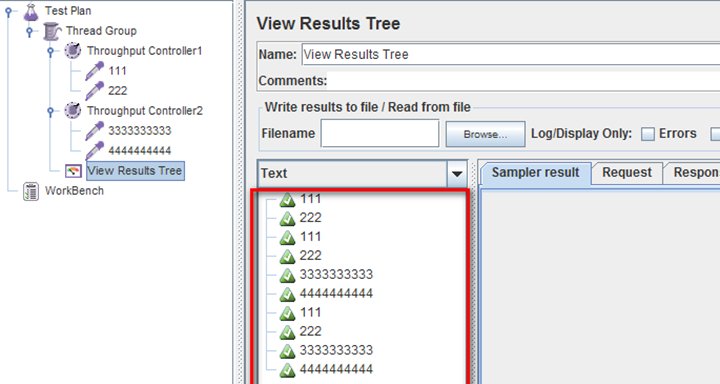 Test Plan
Thread Group
Throughput Controller1
111
222
Throughput Controller2
3333333333
4444444444
View Results Tree
WorkBench
View Results Tree
Name: View Results Tree
Comments:
Write results to file / Read from file
Filename Browse... Log/Display Only: Errors
Text
Sampler result Request Respon
111
222
111
222
3333333333
4444444444
111
222
3333333333
4444444444